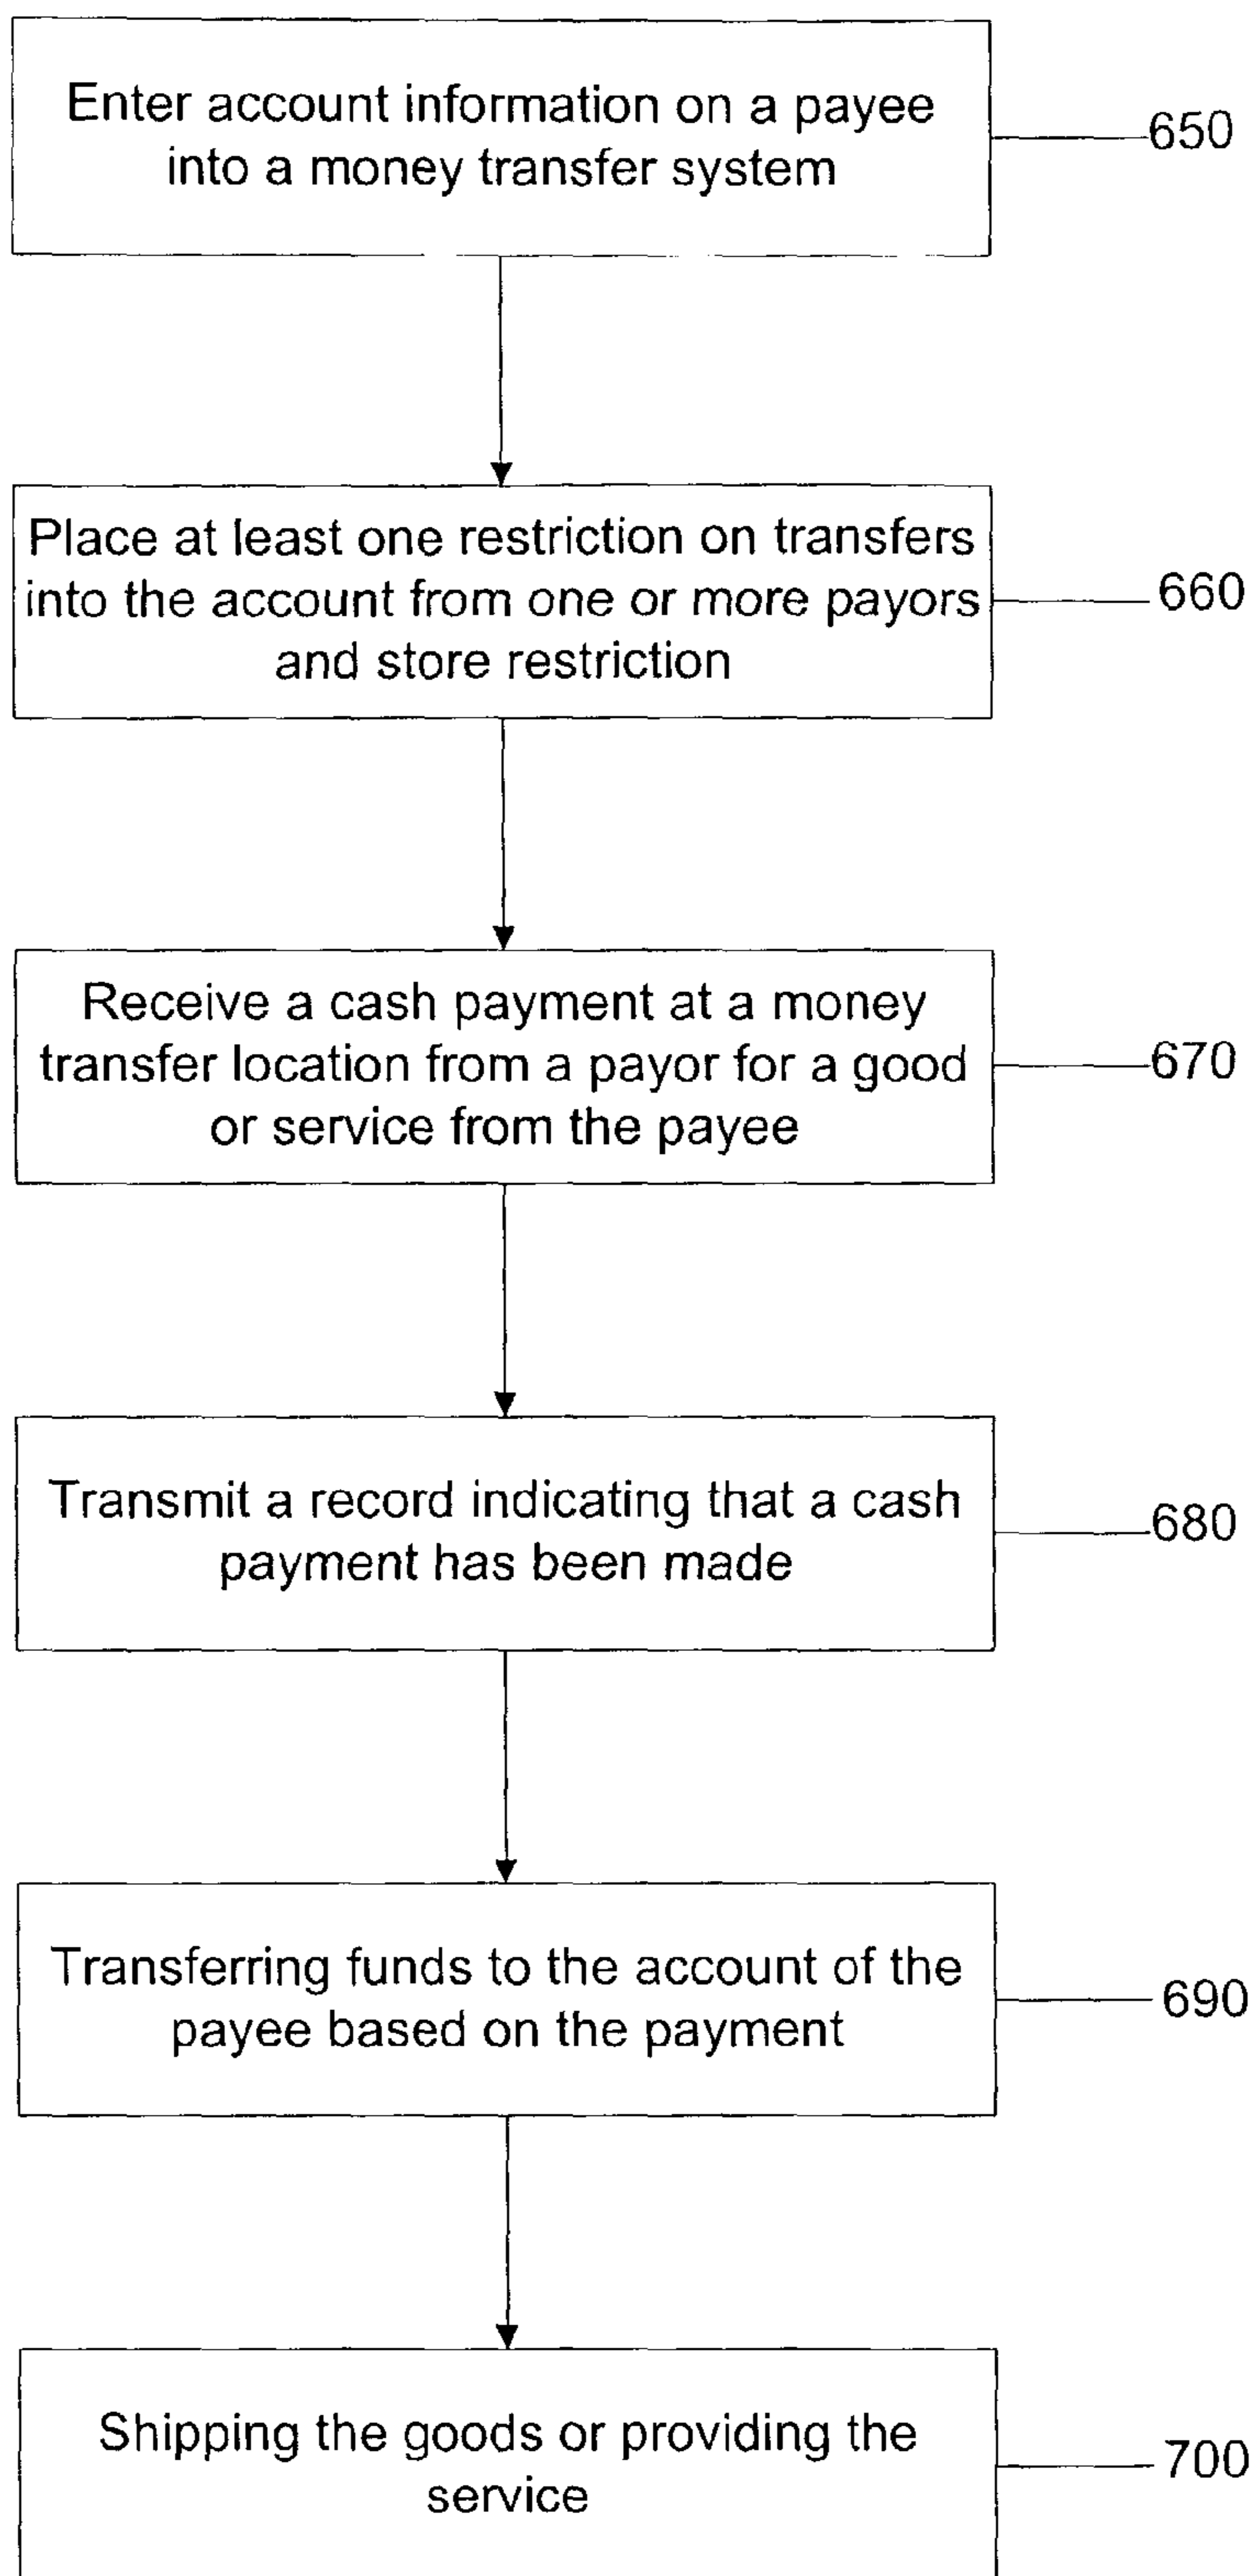 Enter account information on a payee
into a money transfer system
650
Place at least one restriction on transfers
into the account from one or more payors
and store restriction
660
Receive a cash payment at a money
transfer location from a payor for a good
or service from the payee
670
Transmit a record indicating that a cash
payment has been made
680
Transferring funds to the account of the
payee based on the payment
690
Shipping the goods or providing the
service
700